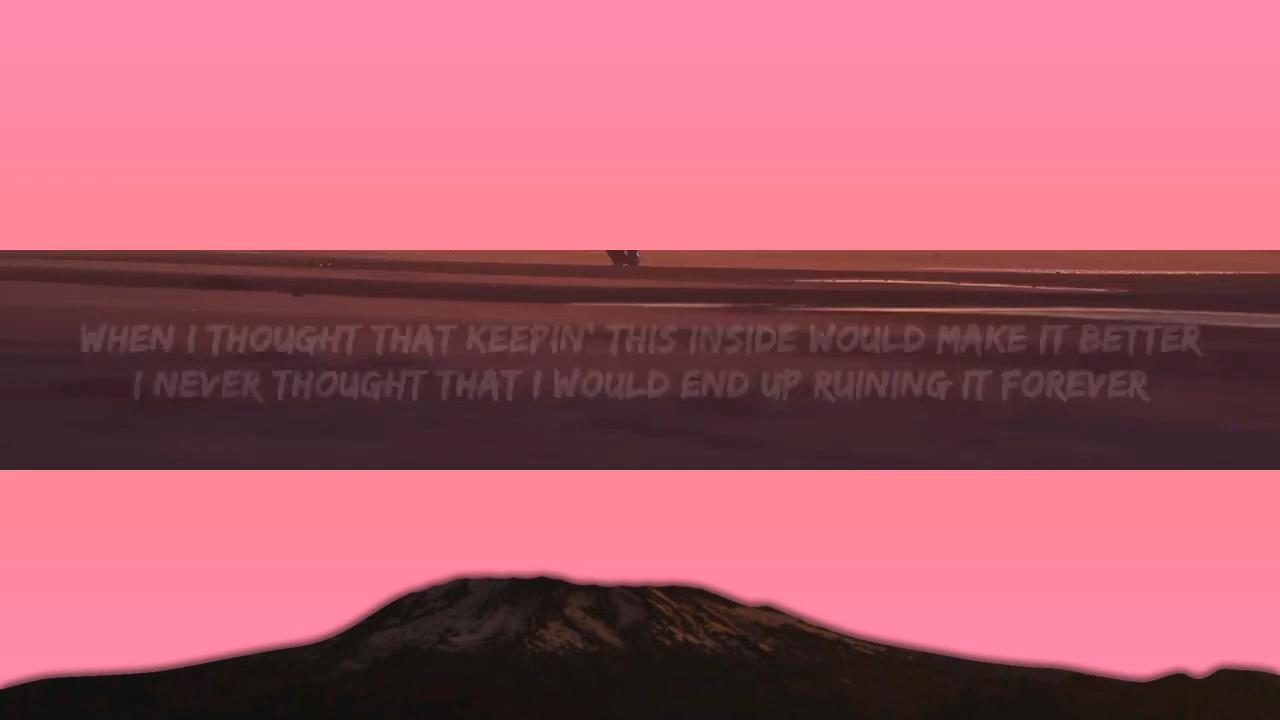 WHEN I THOUGHT THAT KEEPIN' THIS INSIDE WOULD MAKE IT BETTER
I NEVER THOUGHT THAT I WOULD END UP RUINING IT FOREVER